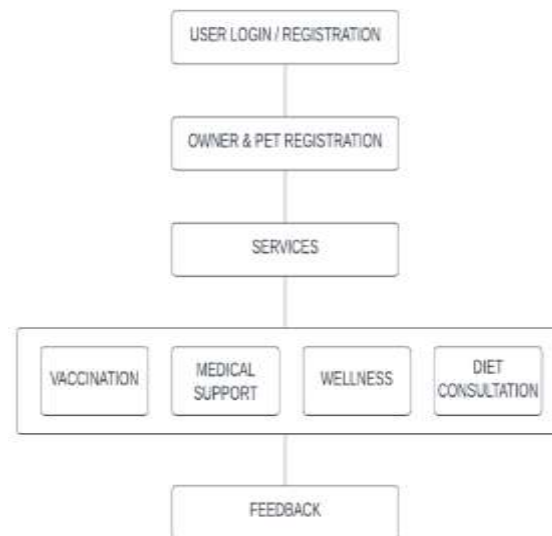 USER LOGIN / REGISTRATION
OWNER & PET REGISTRATION
SERVICES
VACCINATION
MEDICAL
SUPPORT
WELLNESS
DIET
CONSULTATION
FEEDBACK